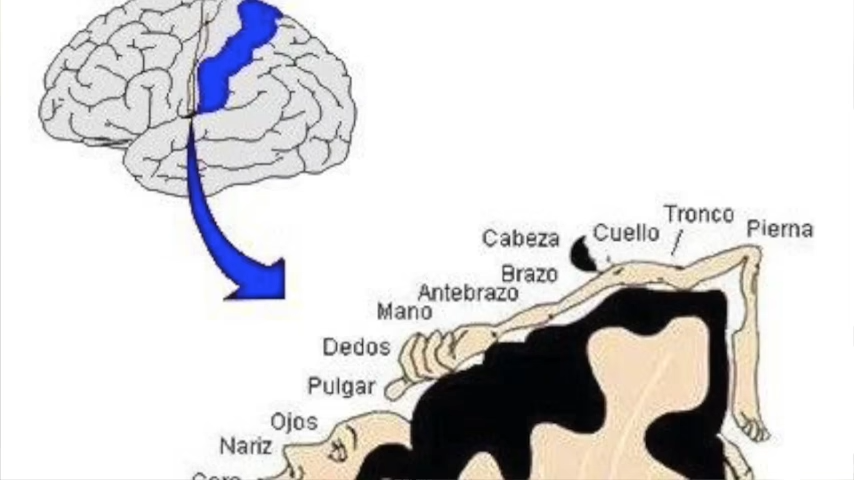 Tronco
Pierna
Cuello
Cabeza
Brazo
Antebrazo
Mano
Dedos
Pulgar
Ojos
Nariz